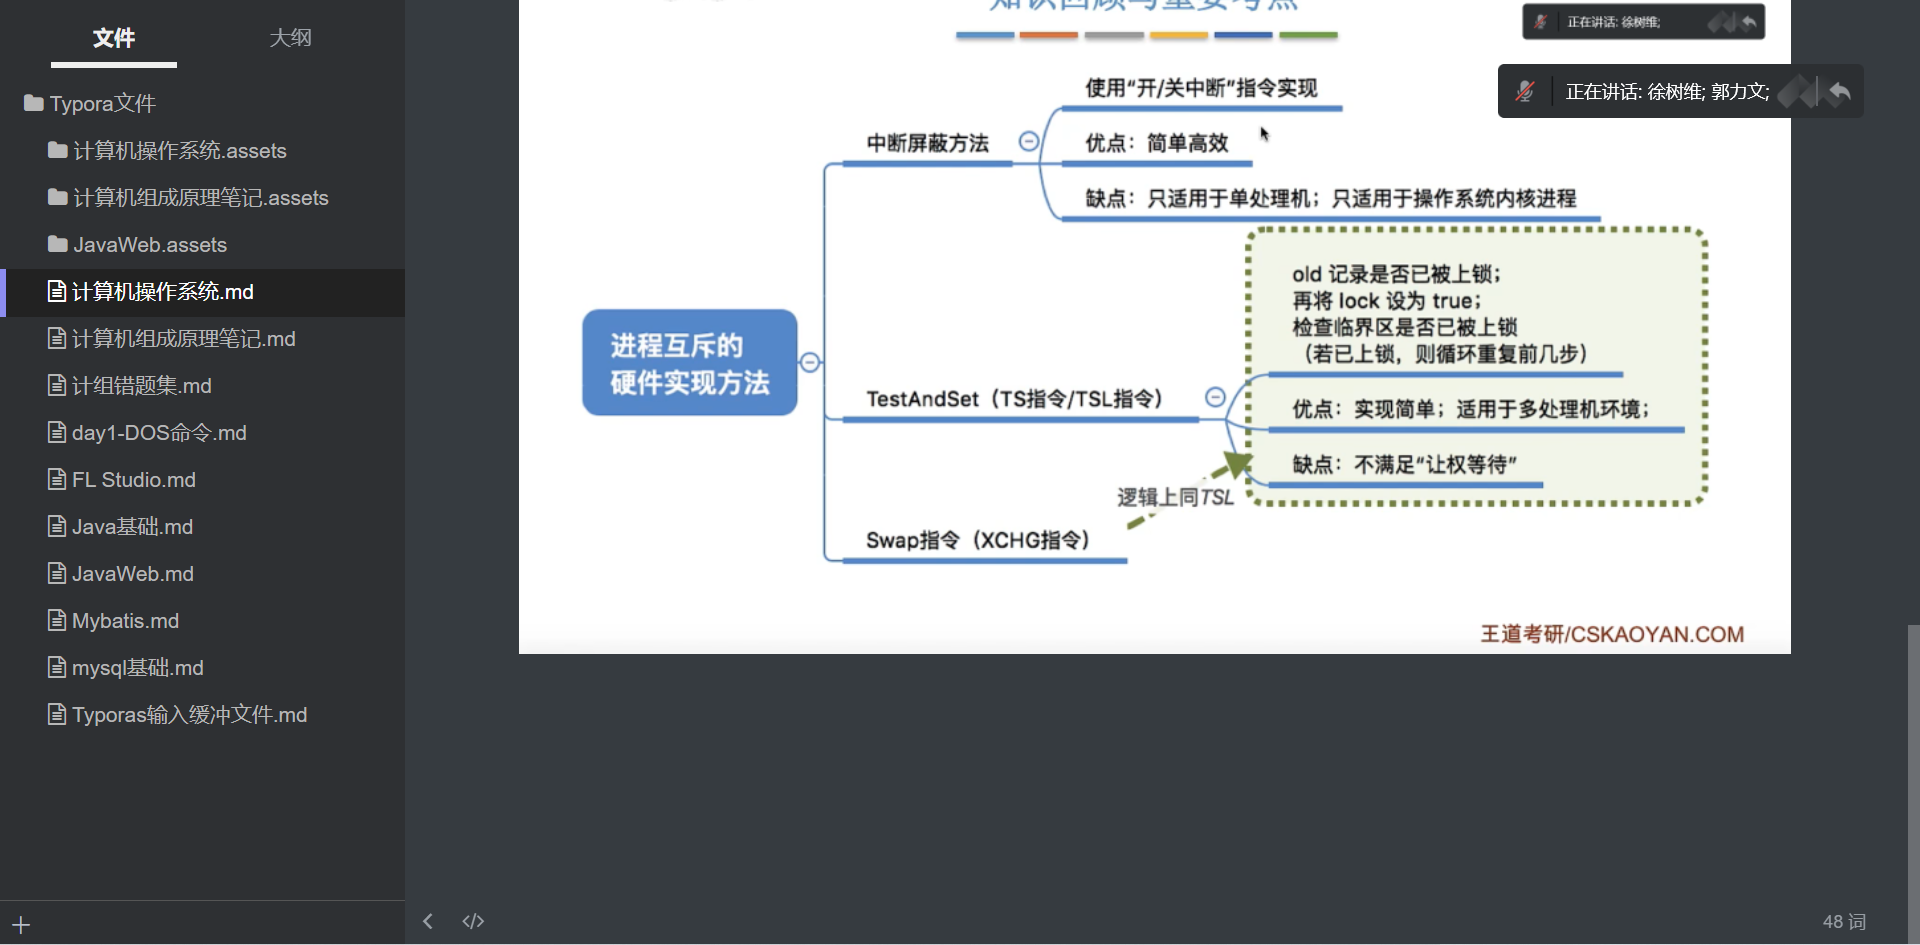 文件
大纲
Typora文件
计算机操作系统.assets
计算机组成原理笔记.assets
JavaWeb.assets
计算机操作系统.md
计算机组成原理笔记.md
计组错题集.md
day1-DOS命令.md
FL Studio.md
Java基础.md
JavaWeb.md
Mybatis.md
mysql基础.md
Typoras输入缓冲文件.md
知识回顾与重要考点
正在讲话: 徐树维;
正在讲话: 徐树维; 郭力文;
进程互斥的
硬件实现方法
中断屏蔽方法
使用“开/关中断”指令实现
优点：简单高效
缺点：只适用于单处理机；只适用于操作系统内核进程
TestAndSet（TS指令/TSL指令）
old 记录是否已被上锁；
再将 lock 设为 true；
检查临界区是否已被上锁
（若已上锁，则循环重复前几步）
优点：实现简单；适用于多处理机环境；
缺点：不满足“让权等待”
逻辑上同TSL
Swap指令（XCHG指令）
王道考研/CSKAOYAN.COM
48 词